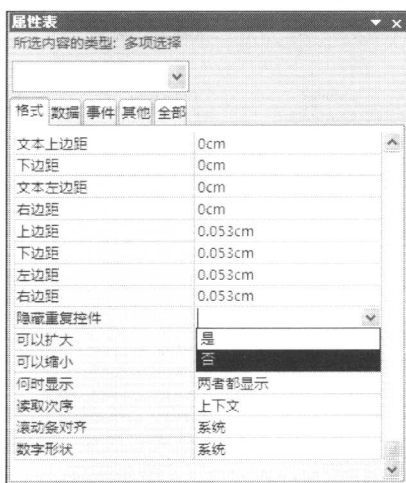 属性表
所选内容的类型: 多项选择
格式 数据 事件 其他 全部
文本上边距 0cm
下边距 0cm
文本左边距 0cm
右边距 0cm
上边距 0.053cm
下边距 0.053cm
左边距 0.053cm
右边距 0.053cm
隐藏重复控件
可以扩大 是
可以缩小 否
何时显示 两者都显示
读取次序 上下文
滚动条对齐 系统
数字形状 系统